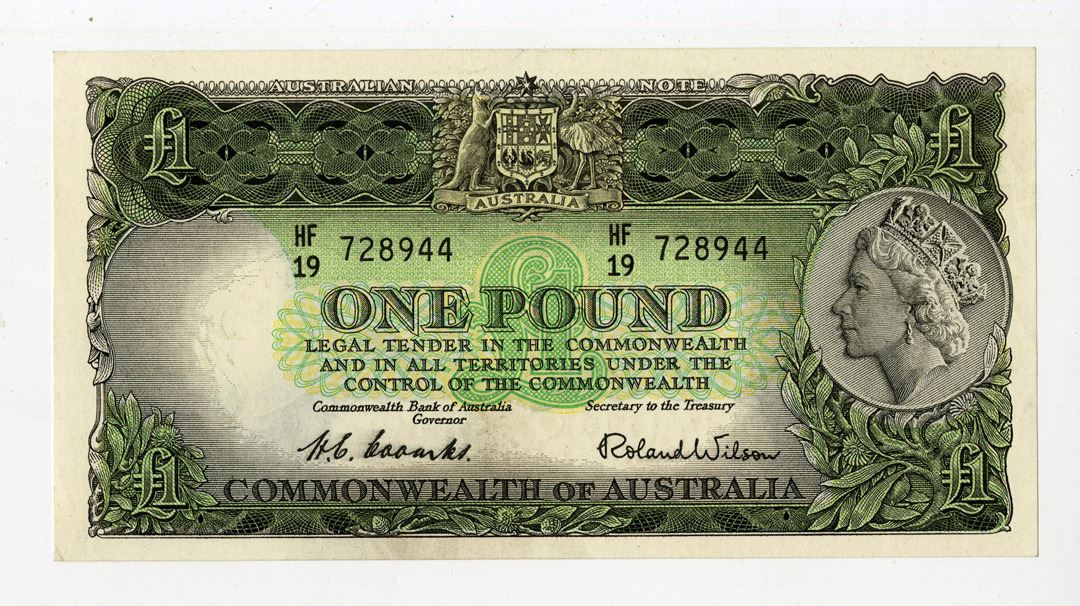 AUSTRALIAN NOTE
£1 £1
AUSTRALIA
HF 19 728944 HF 19 728944
ONE POUND
LEGAL TENDER IN THE COMMONWEALTH
AND IN ALL TERRITORIES UNDER THE
CONTROL OF THE COMMONWEALTH
Commonwealth Bank of Australia Secretary to the Treasury
Governor
H.C. Coombs. Roland Wilson
£1 £1
COMMONWEALTH OF AUSTRALIA